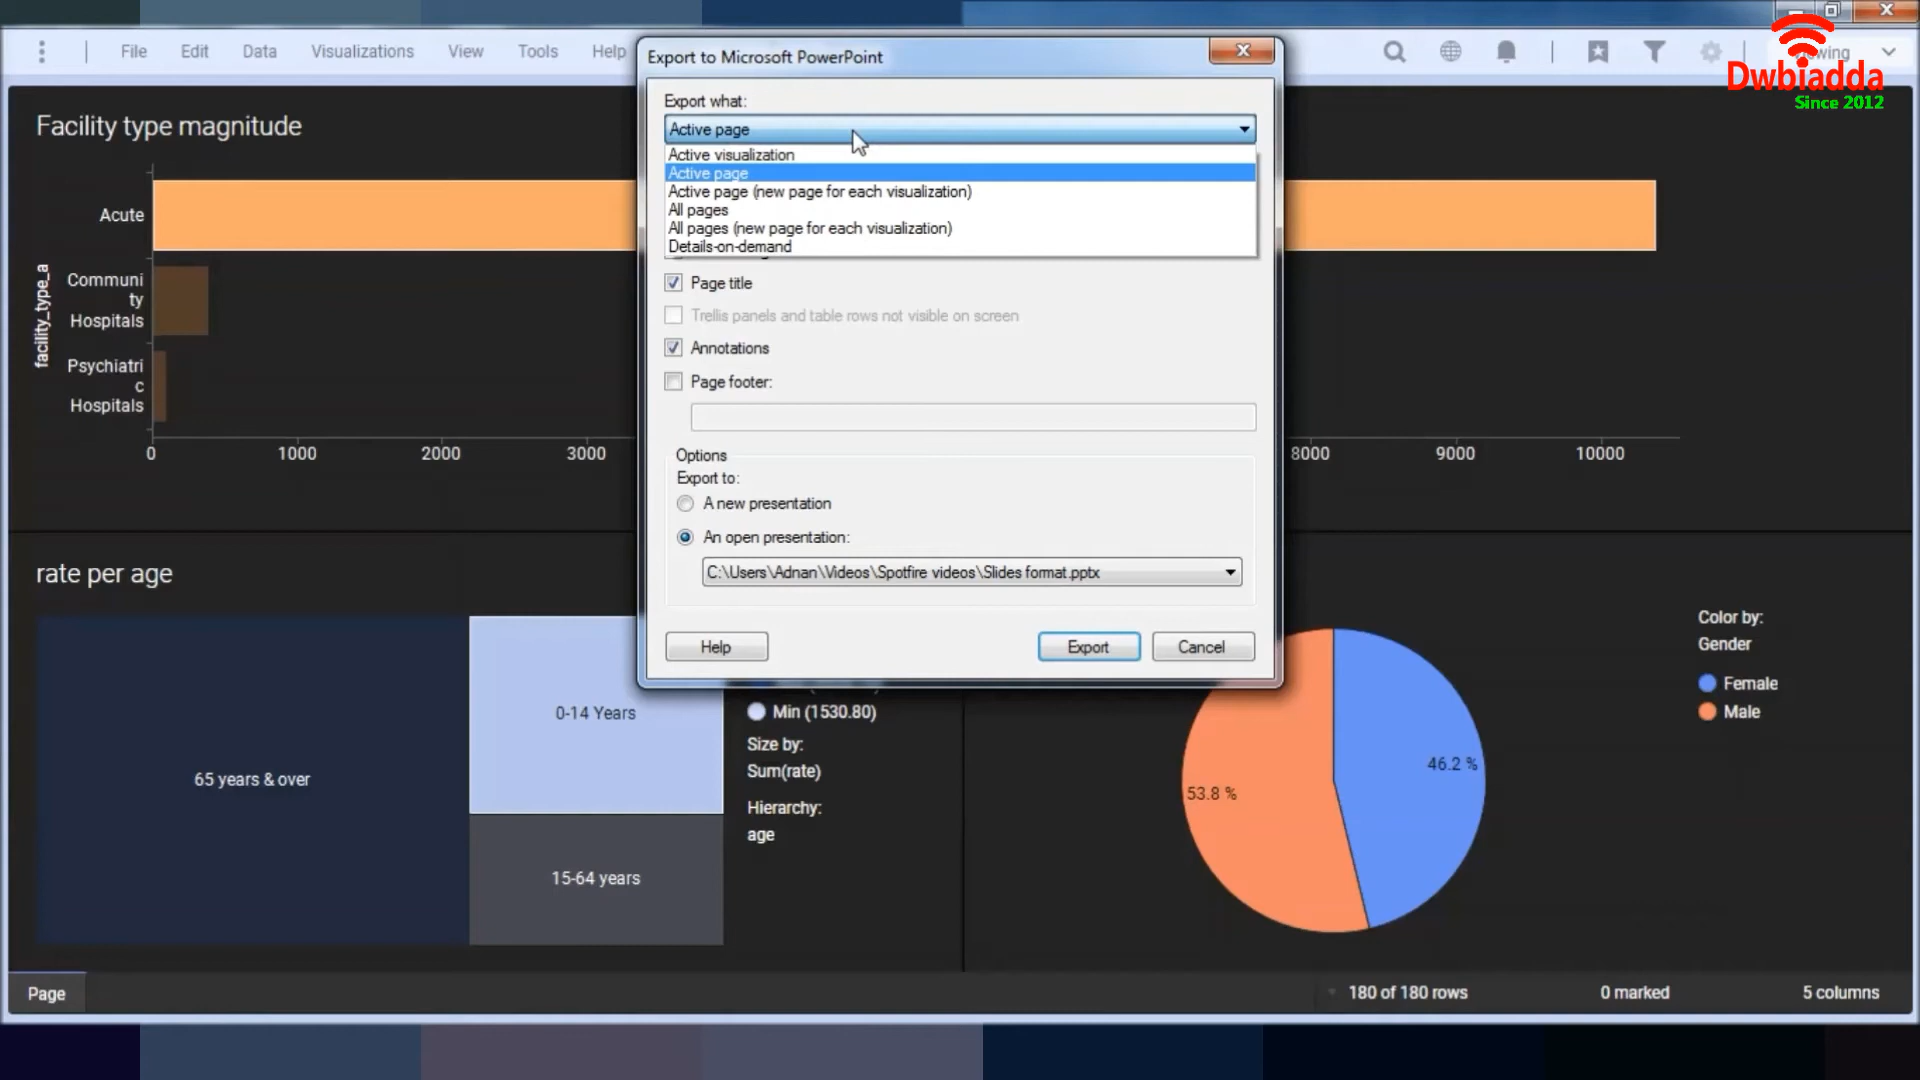 File Edit Data Visualizations View Tools Help
Dwbiadda
Since 2012
Export to Microsoft PowerPoint
Export what:
Active page
Active visualization
Active page
Active page (new page for each visualization)
All pages
All pages (new page for each visualization)
Details-on-demand
Page title
Trellis panels and table rows not visible on screen
Annotations
Page footer:
Options
Export to:
A new presentation
An open presentation:
C:\Users\Adnan\Videos\Spotfire videos\Slides format.pptx
Help Export Cancel
Facility type magnitude
facility_type_a
Acute
Communi
ty
Hospitals
Psychiatri
c
Hospitals
0 1000 2000 3000 8000 9000 10000
rate per age
65 years & over
0-14 Years
15-64 years
Min (1530.80)
Size by:
Sum(rate)
Hierarchy:
age
53.8 %
46.2 %
Color by:
Gender
Female
Male
Page
180 of 180 rows 0 marked 5 columns